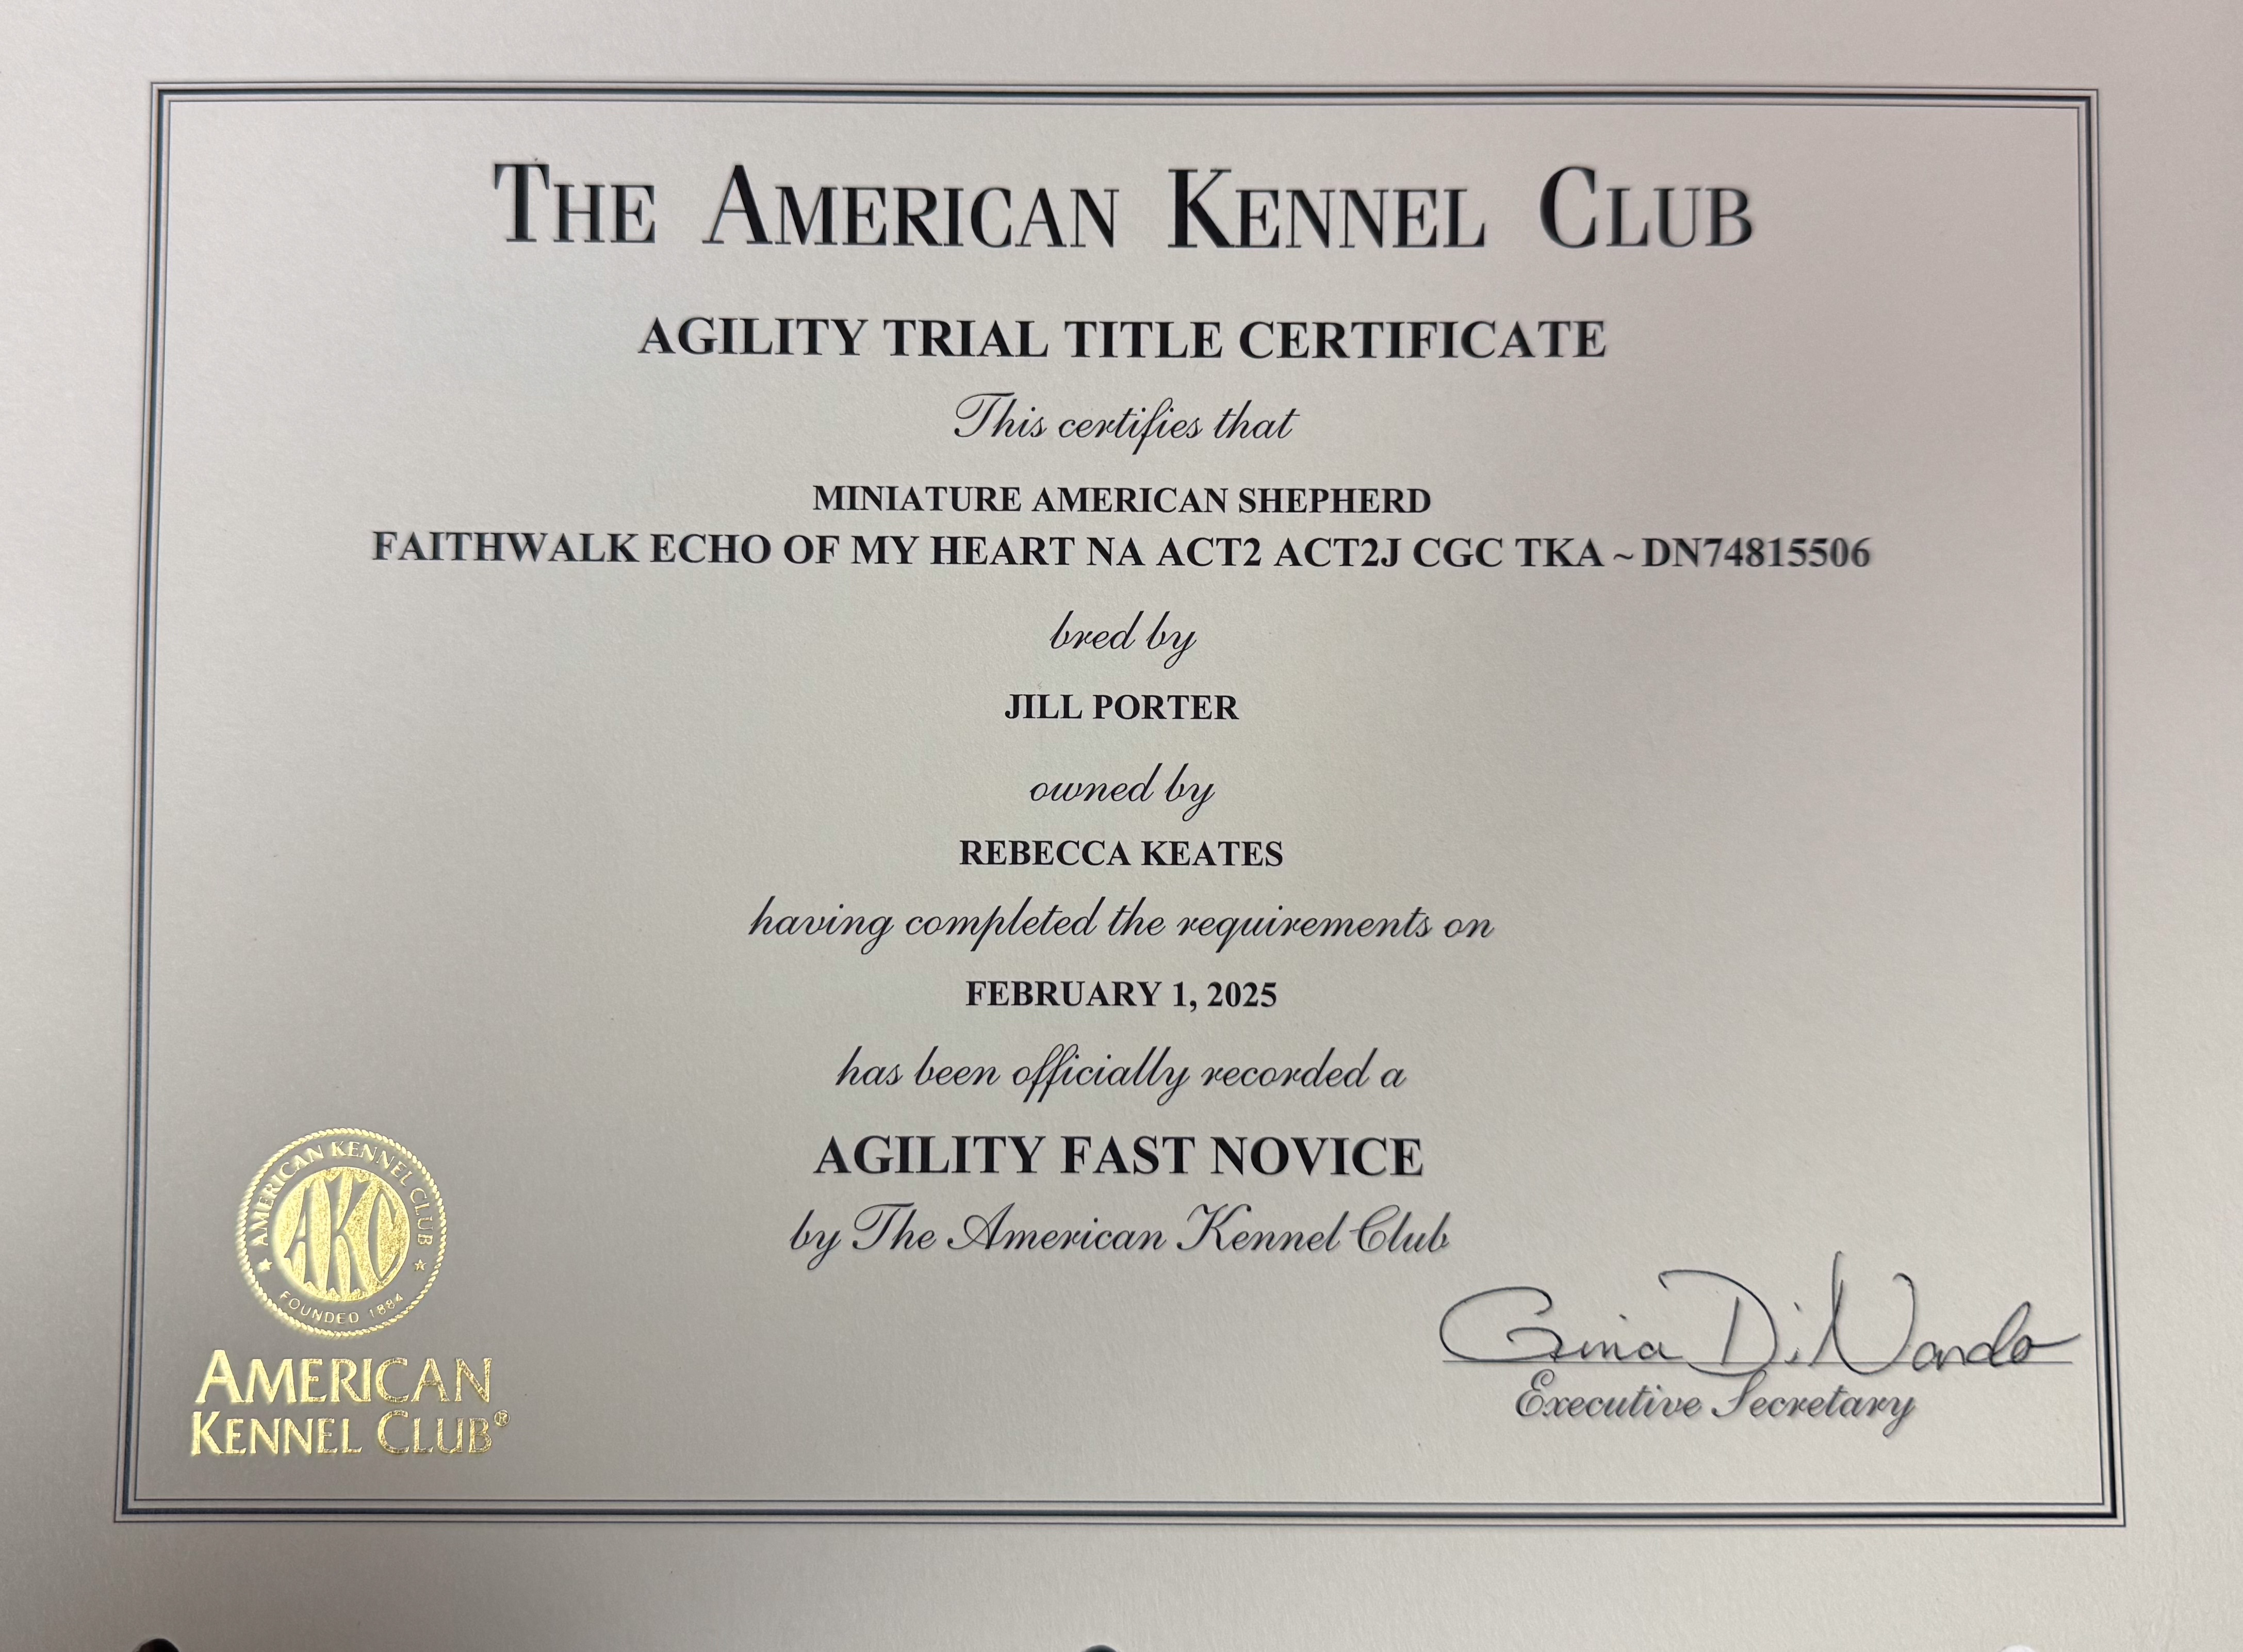 THE AMERICAN KENNEL CLUB
AGILITY TRIAL TITLE CERTIFICATE
This certifies that
MINIATURE AMERICAN SHEPHERD
FAITHWALK ECHO OF MY HEART NA ACT2 ACT2J CGC TKA ~ DN74815506
bred by
JILL PORTER
owned by
REBECCA KEATES
having completed the requirements on
FEBRUARY 1, 2025
has been officially recorded a
AGILITY FAST NOVICE
by The American Kennel Club
AMERICAN KENNEL CLUB
AKC
FOUNDED 1884
AMERICAN
KENNEL CLUB®
Gina DiNardo
Executive Secretary